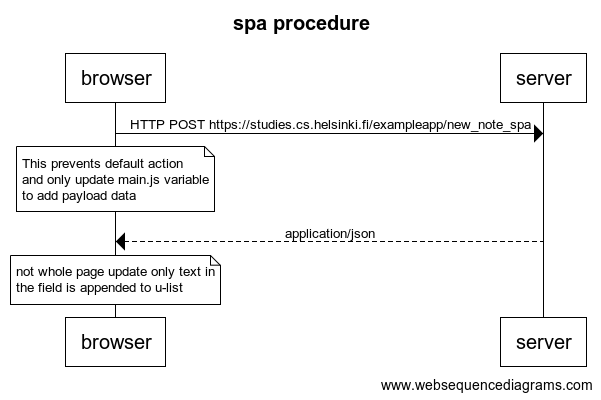 spa procedure
browser
server
HTTP POST https://studies.cs.helsinki.fi/exampleapp/new_note_spa
This prevents default action
and only update main.js variable
to add payload data
application/json
not whole page update only text in
the field is appended to u-list
browser
server
www.websequencediagrams.com